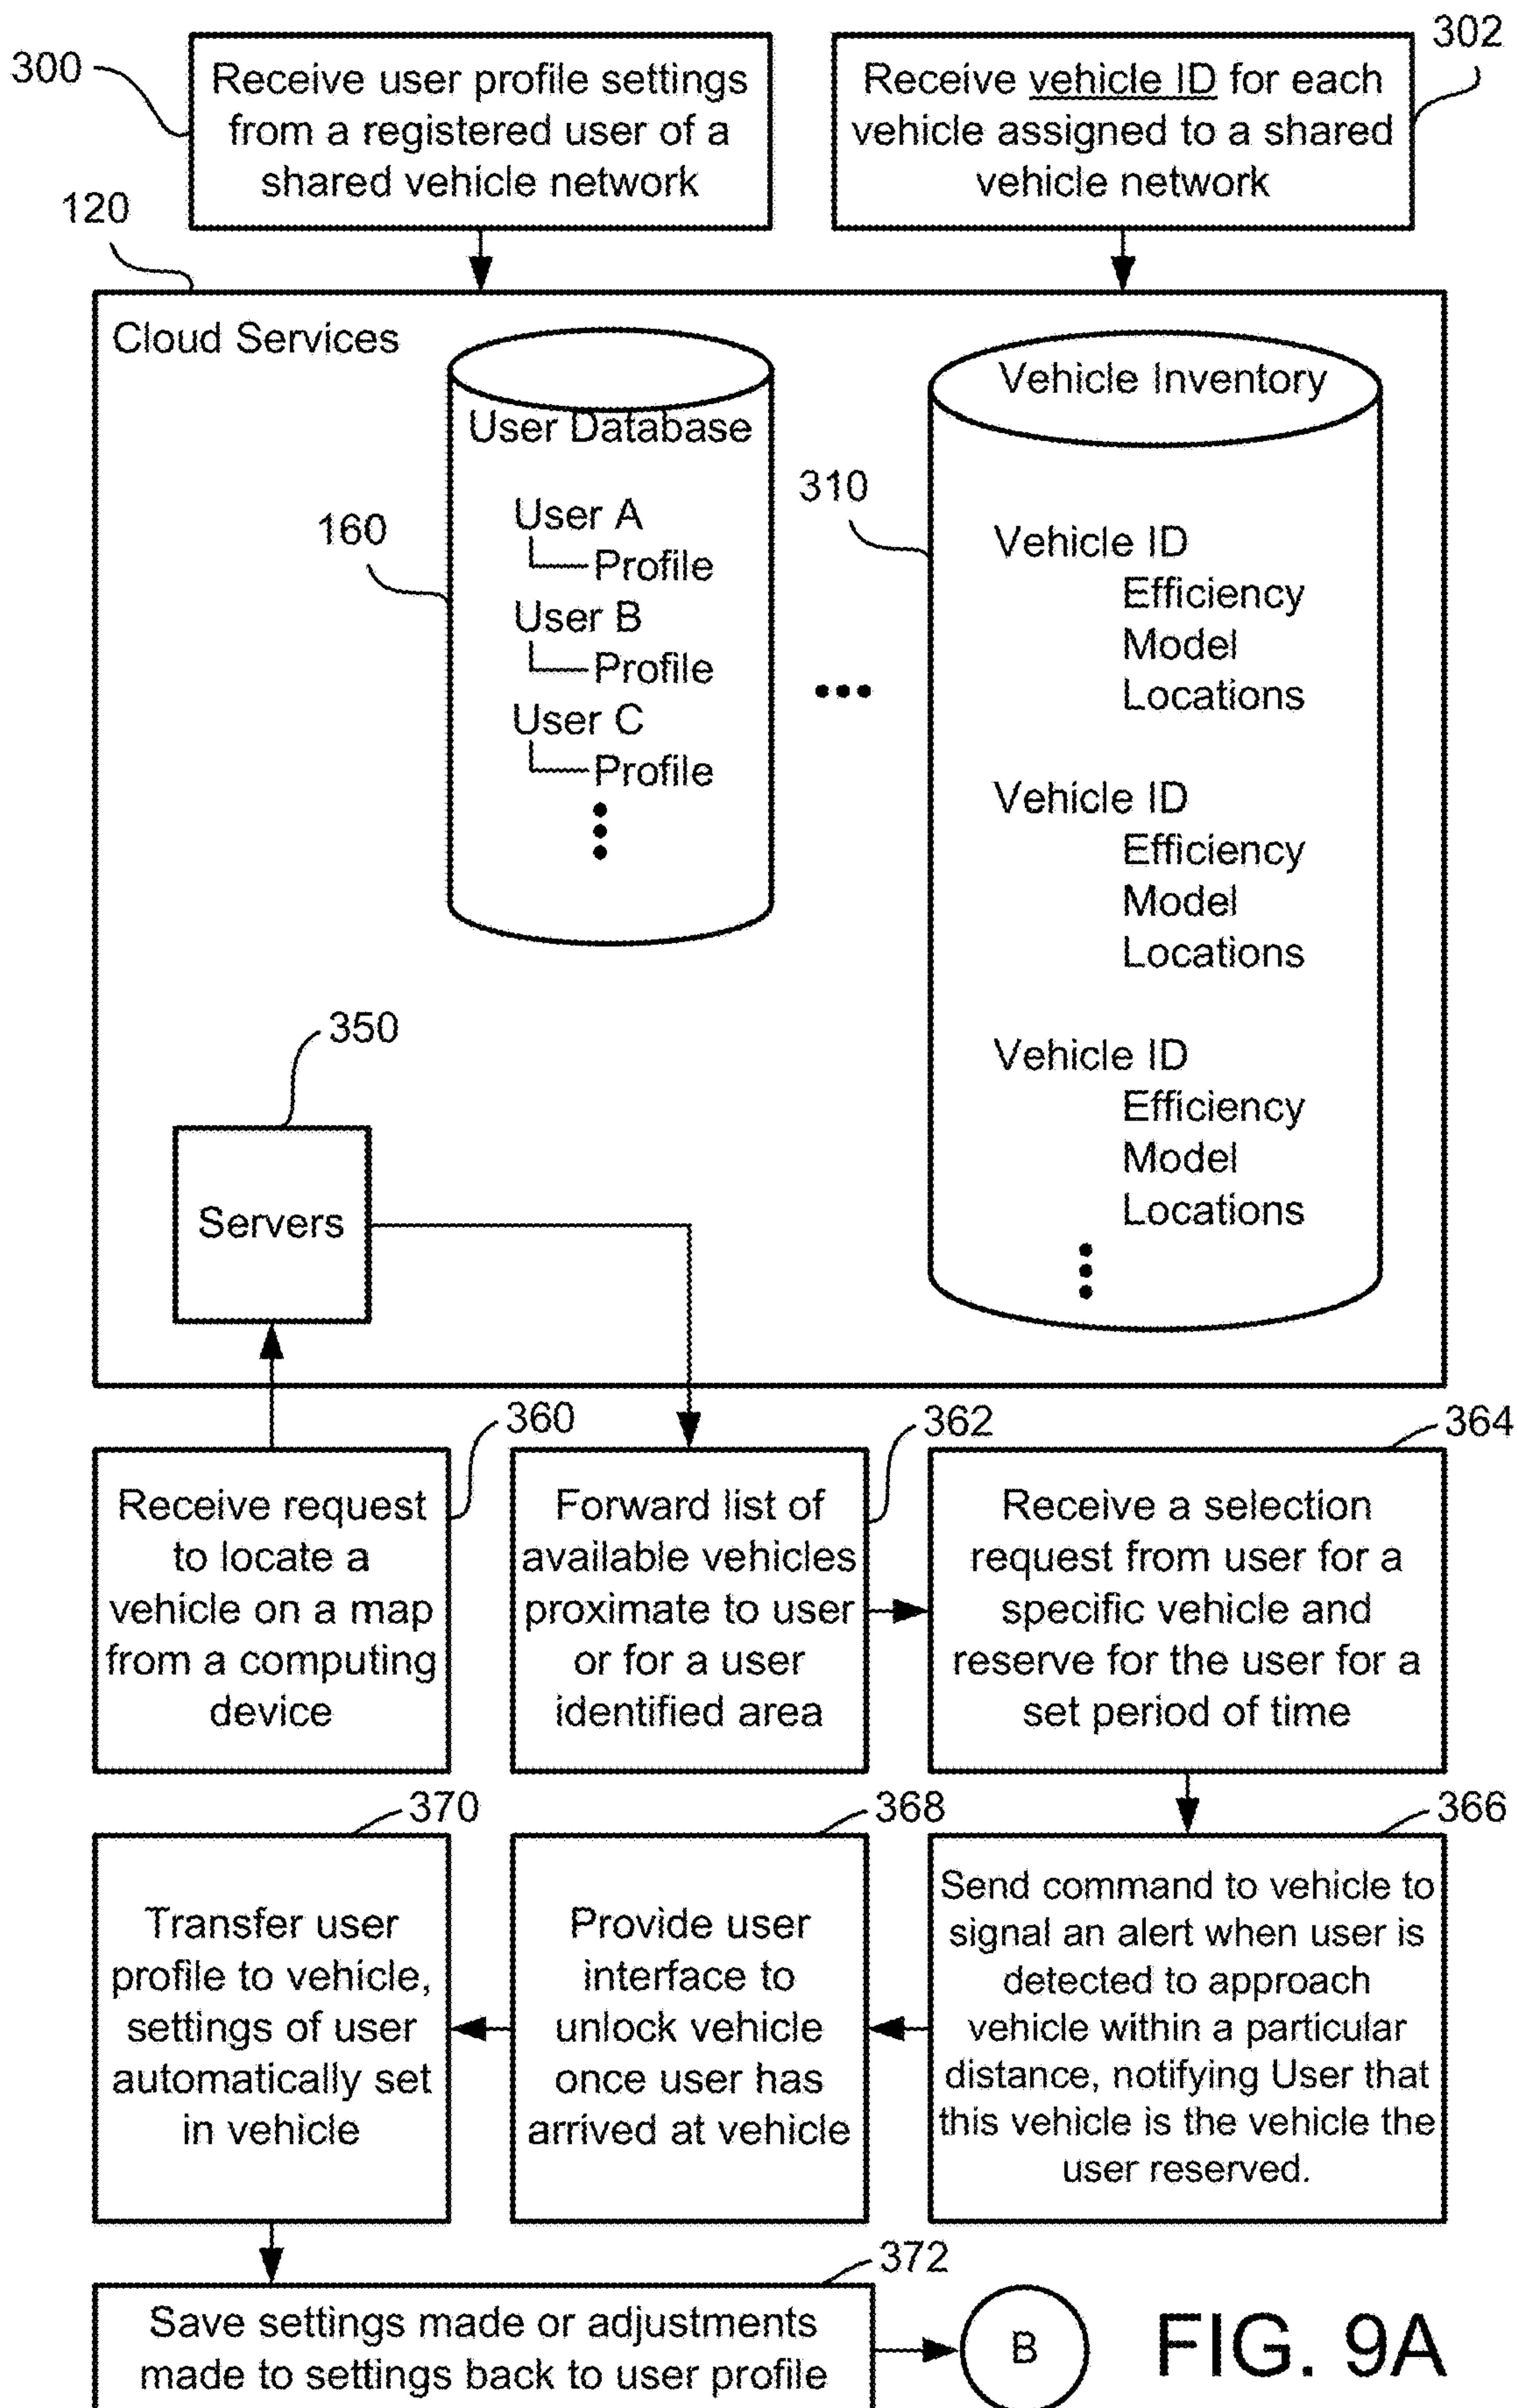 300
Receive user profile settings
from a registered user of a
shared vehicle network
302
Receive vehicle ID for each
vehicle assigned to a shared
vehicle network
120
Cloud Services
User Database
160
User A
Profile
User B
Profile
User C
Profile
Vehicle Inventory
310
Vehicle ID
Efficiency
Model
Locations
Vehicle ID
Efficiency
Model
Locations
Vehicle ID
Efficiency
Model
Locations
350
Servers
360
Receive request
to locate a
vehicle on a map
from a computing
device
362
Forward list of
available vehicles
proximate to user
or for a user
identified area
364
Receive a selection
request from user for a
specific vehicle and
reserve for the user for a
set period of time
366
Send command to vehicle to
signal an alert when user is
detected to approach
vehicle within a particular
distance, notifying User that
this vehicle is the vehicle the
user reserved.
368
Provide user
interface to
unlock vehicle
once user has
arrived at vehicle
370
Transfer user
profile to vehicle,
settings of user
automatically set
in vehicle
372
Save settings made or adjustments
made to settings back to user profile
B
FIG. 9A